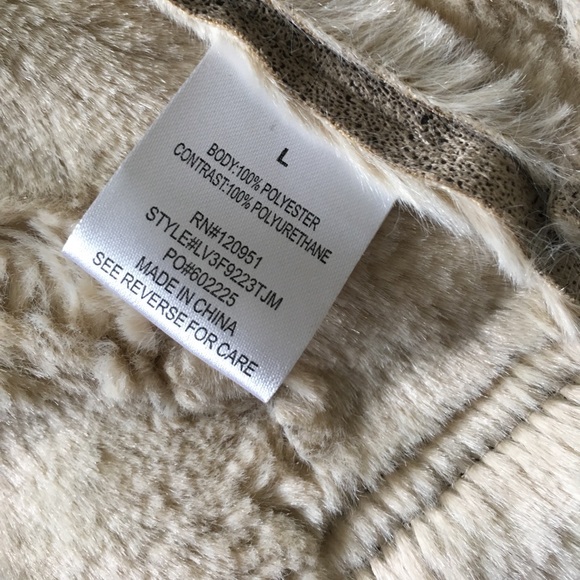 L
BODY:100% POLYESTER
CONTRAST:100% POLYURETHANE
RN#120951
STYLE#LV3F9223TJM
PO#602225
MADE IN CHINA
SEE REVERSE FOR CARE